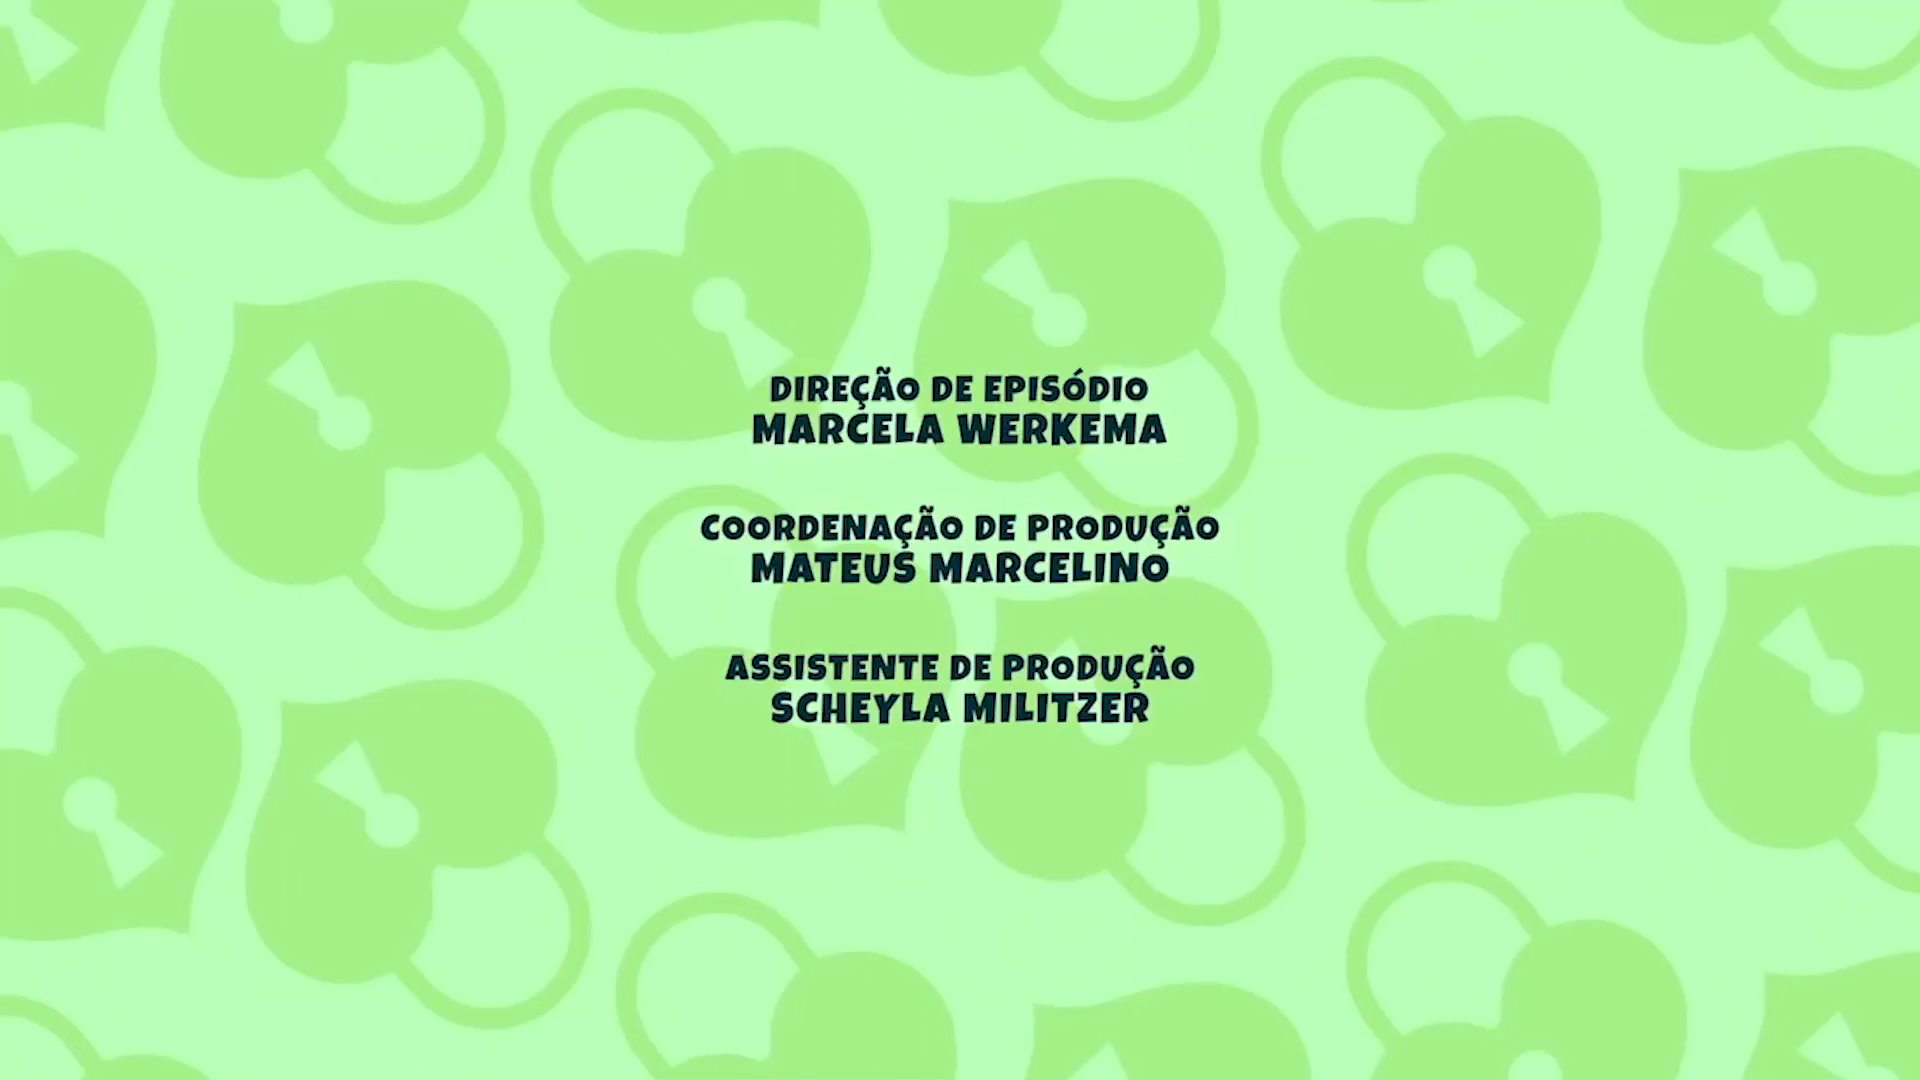 DIREÇÃO DE EPISÓDIO
MARCELA WERKEMA
COORDENAÇÃO DE PRODUÇÃO
MATEUS MARCELINO
ASSISTENTE DE PRODUÇÃO
SCHEYLA MILITZER